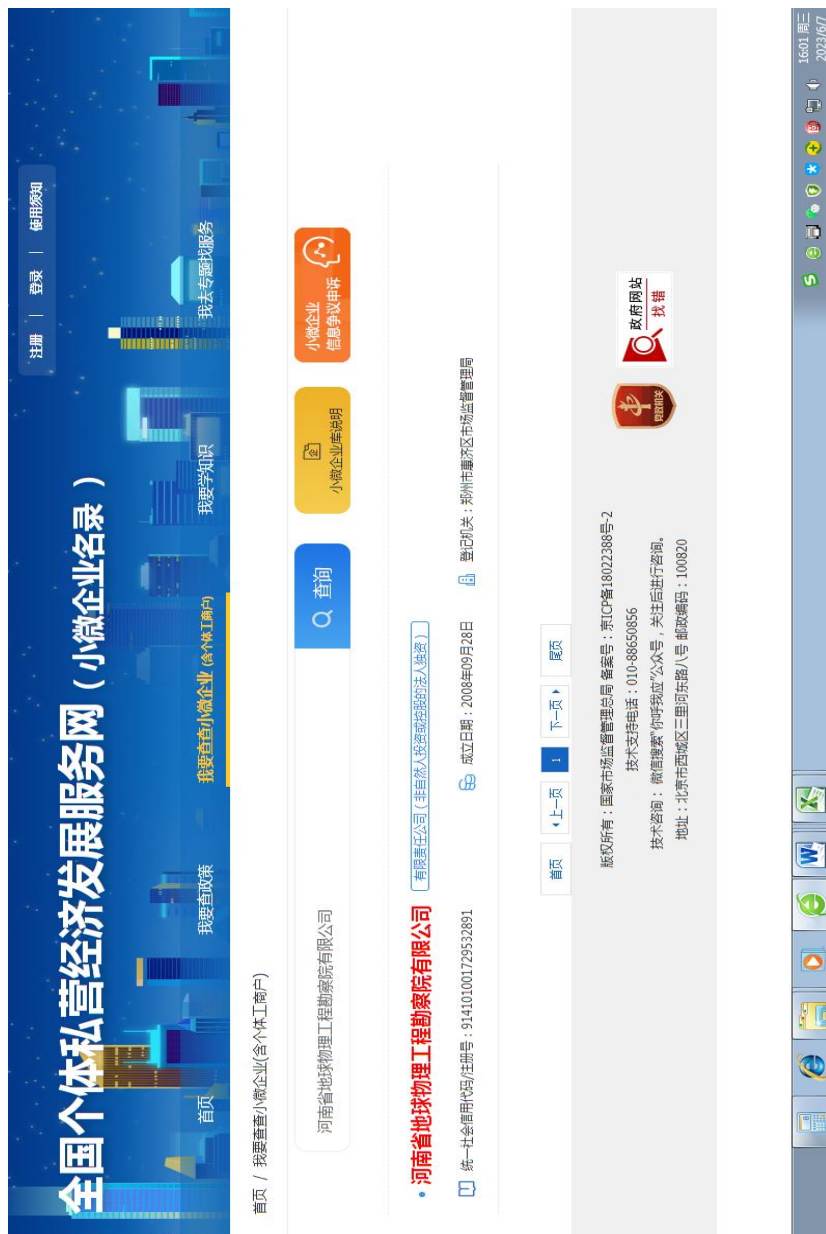 注册 | 登录 | 使用须知
全国个体私营经济发展服务网（小微企业名录）
首页 我要查政策 我要查查小微企业 (含个体工商户) 我要学知识 我去专题找服务
首页 / 我要查查小微企业(含个体工商户)
河南省地球物理工程勘察院有限公司
查询
小微企业库说明
小微企业
信息争议申诉
河南省地球物理工程勘察院有限公司 有限责任公司（非自然人投资或控股的法人独资）
统一社会信用代码/注册号：914101001729532891 成立日期：2008年09月28日 登记机关：郑州市惠济区市场监督管理局
首页 上一页 1 下一页 尾页
版权所有：国家市场监督管理总局 备案号：京ICP备18022388号-2
技术支持电话：010-88650856
技术咨询： 微信搜索“你呼我应”公众号，关注后进行咨询。
地址：北京市西城区三里河东路八号 邮政编码：100820
党政机关
政府网站
找错
16:01 周三
2023/6/7